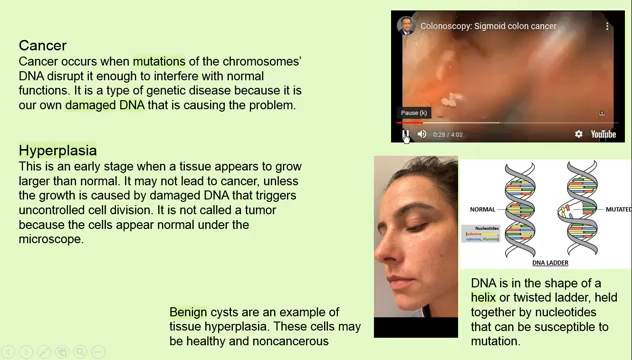 Cancer
Cancer occurs when mutations of the chromosomes'
DNA disrupt it enough to interfere with normal
functions. It is a type of genetic disease because it is
our own damaged DNA that is causing the problem.
Hyperplasia
This is an early stage when a tissue appears to grow
larger than normal. It may not lead to cancer, unless
the growth is caused by damaged DNA that triggers
uncontrolled cell division. It is not called a tumor
because the cells appear normal under the
microscope.
Benign cysts are an example of
tissue hyperplasia. These cells may
be healthy and noncancerous
Colonoscopy: Sigmoid colon cancer
Pause (k)
0:28 / 4:02
YouTube
NORMAL
MUTATED
Nucleotides
DNA LADDER
DNA is in the shape of a
helix or twisted ladder, held
together by nucleotides
that can be susceptible to
mutation.